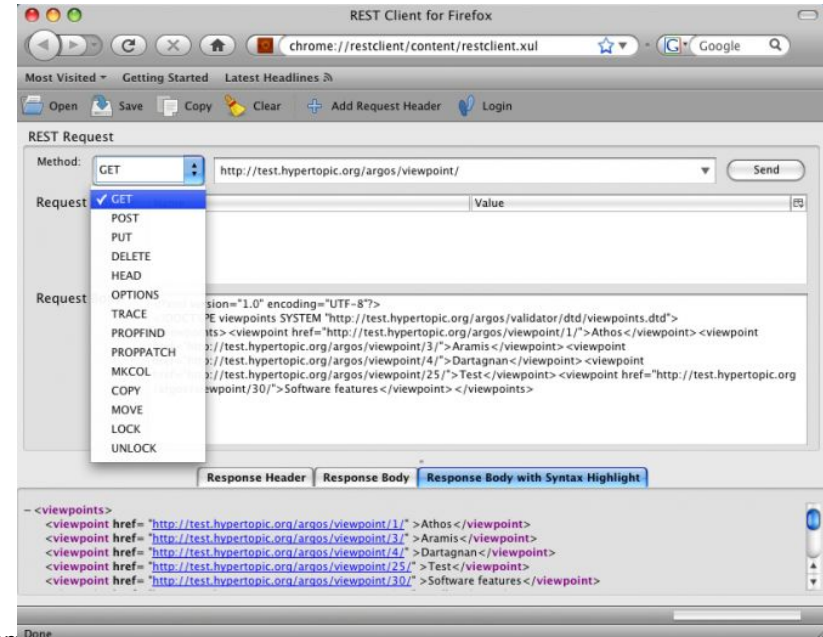 REST Client for Firefox
chrome://restclient/content/restclient.xul
G Google
Most Visited Getting Started Latest Headlines
Open Save Copy Clear Add Request Header Login
REST Request
Method: GET http://test.hypertopic.org/argos/viewpoint/ Send
Request Value
✓ GET
POST
PUT
DELETE
HEAD
OPTIONS
TRACE
PROPFIND
PROPPATCH
MKCOL
COPY
MOVE
LOCK
UNLOCK
Request sion="1.0" encoding="UTF-8"?>
PE viewpoints SYSTEM "http://test.hypertopic.org/argos/validator/dtd/viewpoints.dtd">
ts><viewpoint href="http://test.hypertopic.org/argos/viewpoint/1/">Athos</viewpoint><viewpoint
://test.hypertopic.org/argos/viewpoint/3/">Aramis</viewpoint><viewpoint
://test.hypertopic.org/argos/viewpoint/4/">Dartagnan</viewpoint><viewpoint
://test.hypertopic.org/argos/viewpoint/25/">Test</viewpoint><viewpoint href="http://test.hypertopic.org
ewpoint/30/">Software features</viewpoint></viewpoints>
Response Header Response Body Response Body with Syntax Highlight
– <viewpoints>
<viewpoint href= "http://test.hypertopic.org/argos/viewpoint/1/" >Athos</viewpoint>
<viewpoint href= "http://test.hypertopic.org/argos/viewpoint/3/" >Aramis</viewpoint>
<viewpoint href= "http://test.hypertopic.org/argos/viewpoint/4/" >Dartagnan</viewpoint>
<viewpoint href= "http://test.hypertopic.org/argos/viewpoint/25/" >Test</viewpoint>
<viewpoint href= "http://test.hypertopic.org/argos/viewpoint/30/" >Software features</viewpoint>
Done